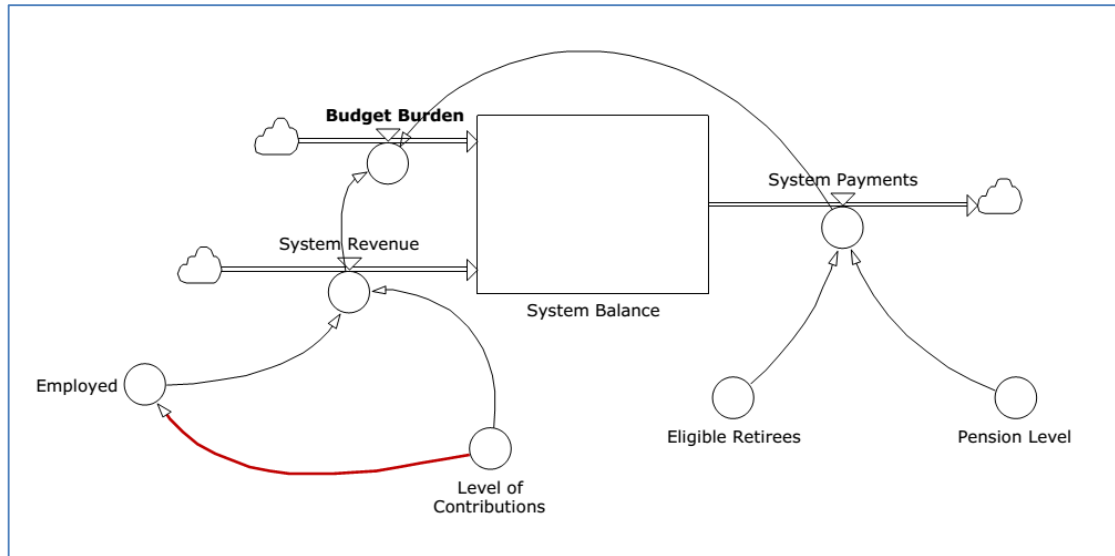 Budget Burden
System Payments
System Revenue
System Balance
Employed
Eligible Retirees
Pension Level
Level of
Contributions